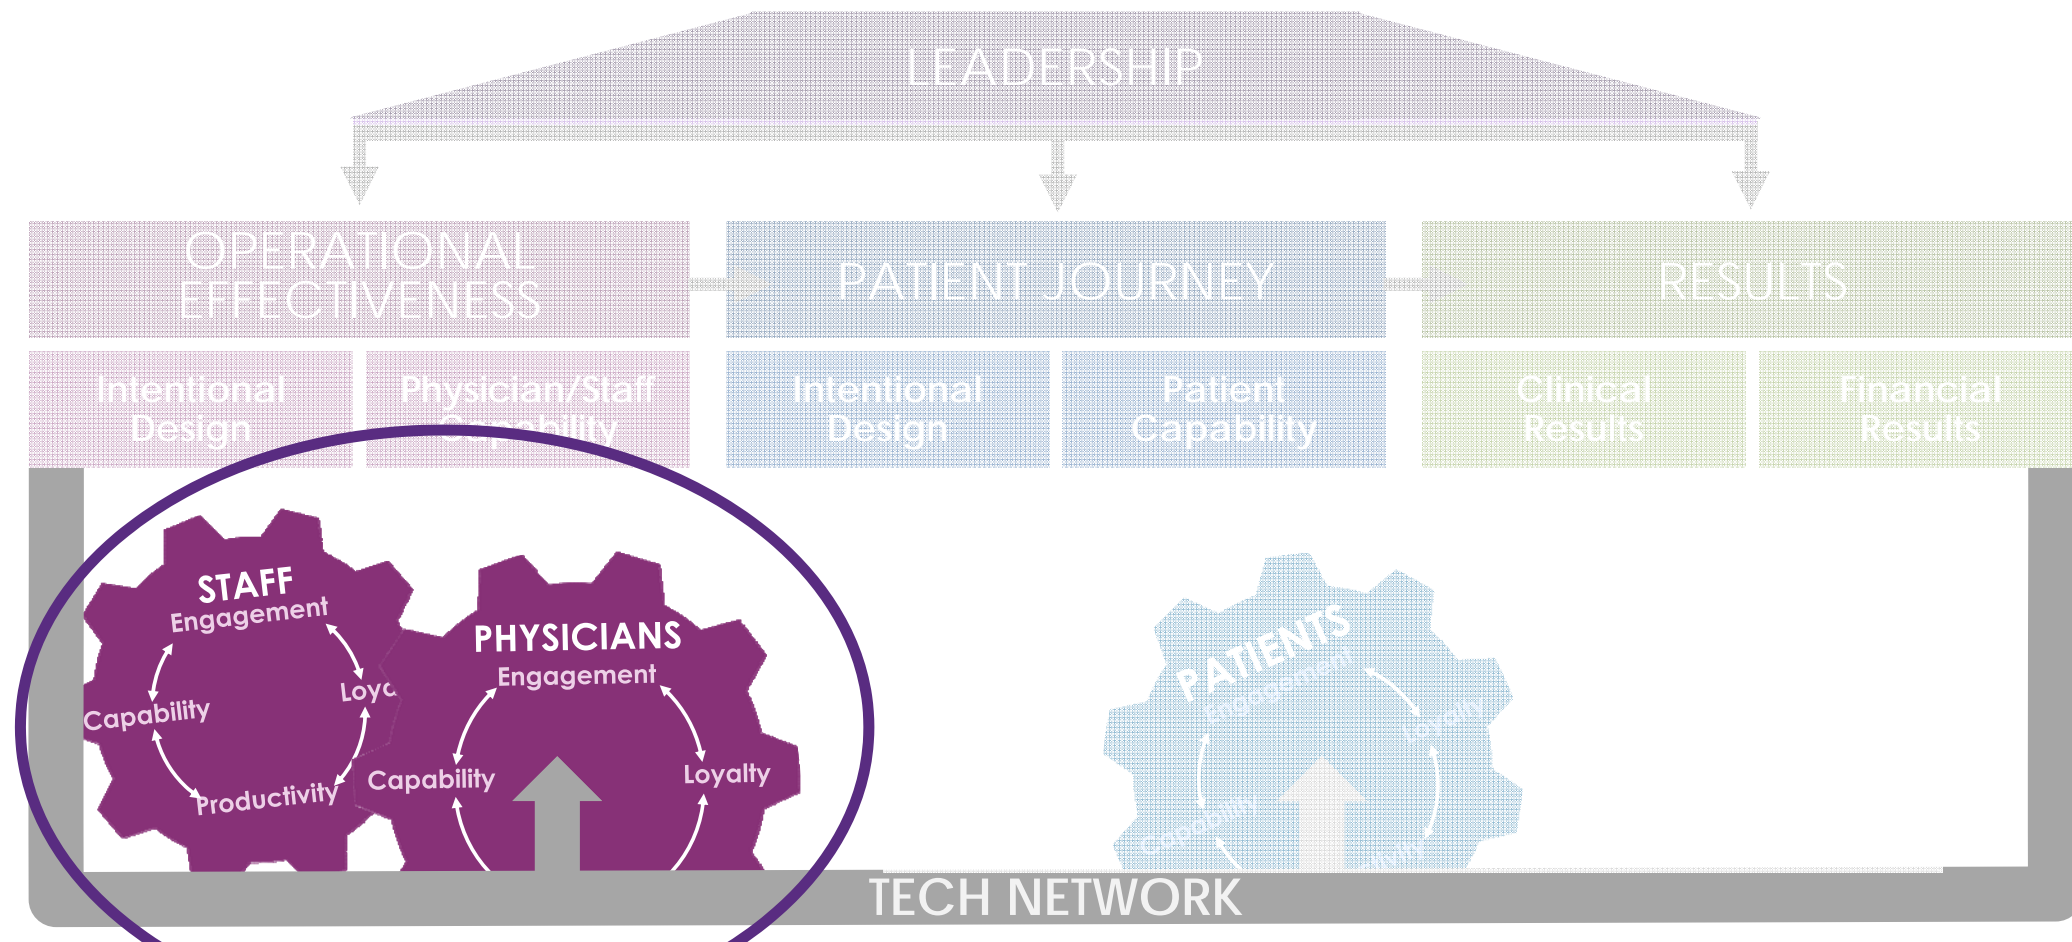 LEADERSHIP
OPERATIONAL
EFFECTIVENESS
PATIENT JOURNEY
RESULTS
Intentional
Design
Physician/Staff
Capability
Intentional
Design
Patient
Capability
Clinical
Results
Financial
Results
STAFF
Engagement
Capability
Productivity
PHYSICIANS
Engagement
Capability
Loyalty
PATIENTS
Engagement
Loyalty
Capability
TECH NETWORK